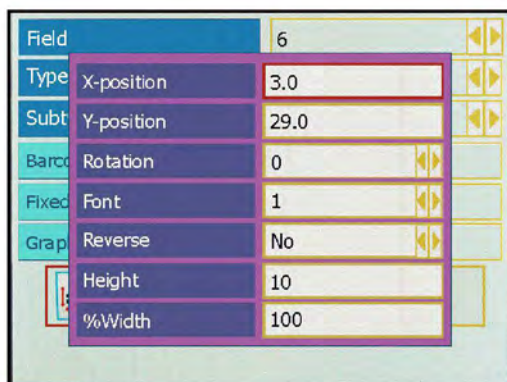 Field 6
Type
X-position 3.0
Subt
Y-position 29.0
Barco
Rotation 0
Fixed
Font 1
Grap
Reverse No
Height 10
%Width 100